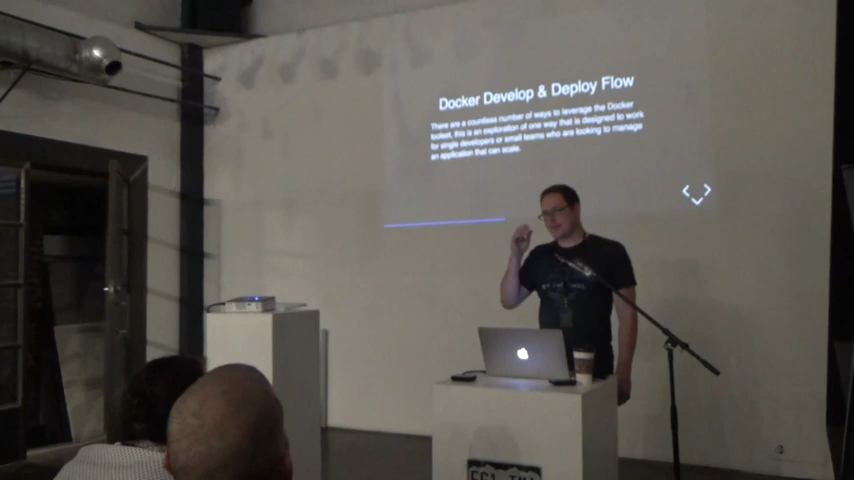 Docker Develop & Deploy Flow
There are a countless number of ways to leverage the Docker
toolset, this is an exploration of one way that is designed to work
for single developers or small teams who are looking to manage
an application that can scale.